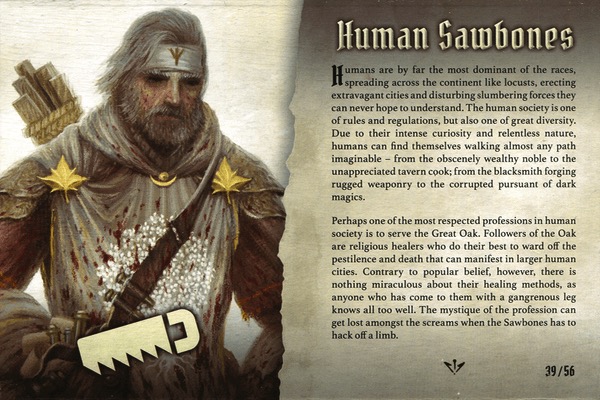 Human Sawbones
Humans are by far the most dominant of the races,
spreading across the continent like locusts, erecting
extravagant cities and disturbing slumbering forces they
can never hope to understand. The human society is one
of rules and regulations, but also one of great diversity.
Due to their intense curiosity and relentless nature,
humans can find themselves walking almost any path
imaginable – from the obscenely wealthy noble to the
unappreciated tavern cook; from the blacksmith forging
rugged weaponry to the corrupted pursuant of dark
magics.
Perhaps one of the most respected professions in human
society is to serve the Great Oak. Followers of the Oak
are religious healers who do their best to ward off the
pestilence and death that can manifest in larger human
cities. Contrary to popular belief, however, there is
nothing miraculous about their healing methods, as
anyone who has come to them with a gangrenous leg
knows all too well. The mystique of the profession can
get lost amongst the screams when the Sawbones has to
hack off a limb.
39/56